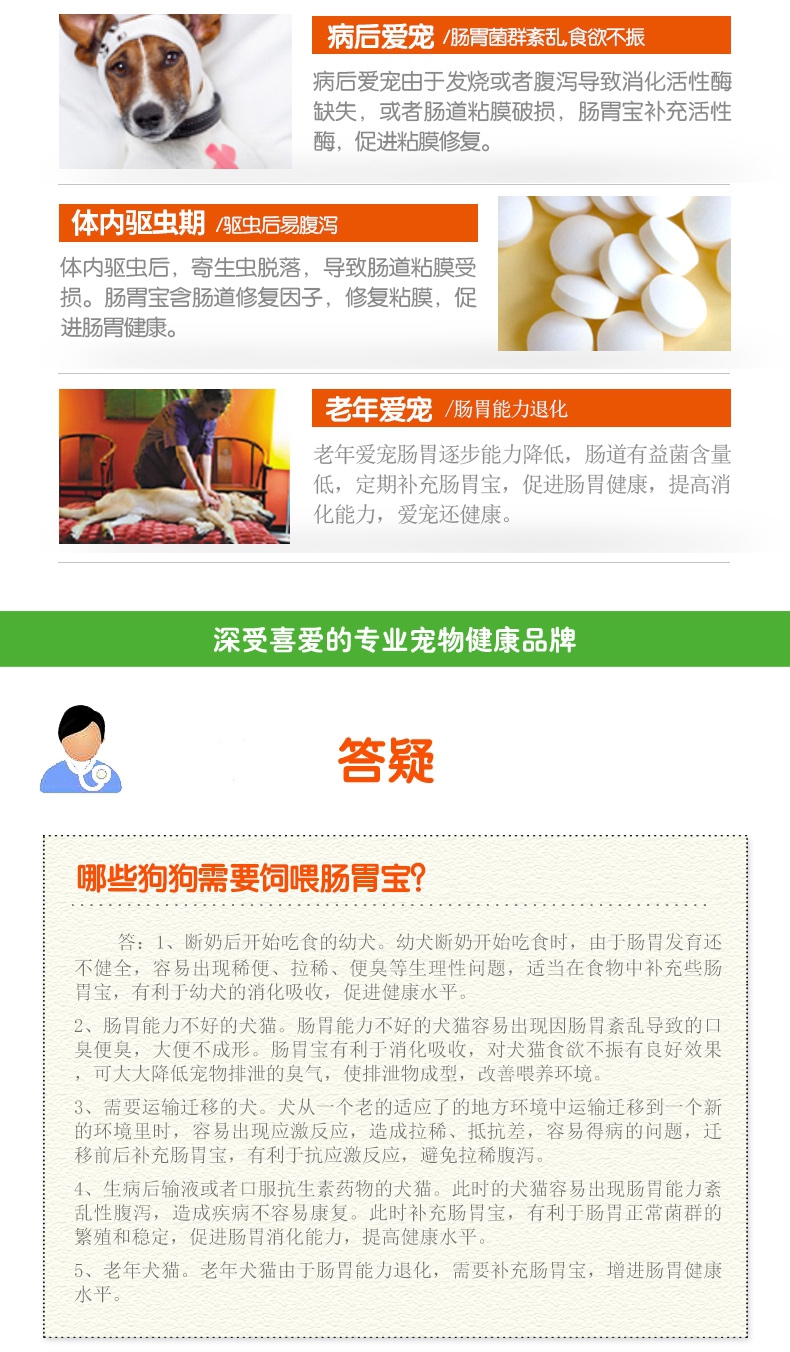 病后爱宠 /肠胃菌群紊乱,食欲不振
病后爱宠由于发烧或者腹泻导致消化活性酶
缺失，或者肠道粘膜破损，肠胃宝补充活性
酶，促进粘膜修复。
体内驱虫期 /驱虫后易腹泻
体内驱虫后，寄生虫脱落，导致肠道粘膜受
损。肠胃宝含肠道修复因子，修复粘膜，促
进肠胃健康。
老年爱宠 /肠胃能力退化
老年爱宠肠胃逐步能力降低，肠道有益菌含量
低，定期补充肠胃宝，促进肠胃健康，提高消
化能力，爱宠还健康。
深受喜爱的专业宠物健康品牌
答疑
哪些狗狗需要饲喂肠胃宝?
答：1、断奶后开始吃食的幼犬。幼犬断奶开始吃食时，由于肠胃发育还
不健全，容易出现稀便、拉稀、便臭等生理性问题，适当在食物中补充些肠
胃宝，有利于幼犬的消化吸收，促进健康水平。
2、肠胃能力不好的犬猫。肠胃能力不好的犬猫容易出现因肠胃紊乱导致的口
臭便臭，大便不成形。肠胃宝有利于消化吸收，对犬猫食欲不振有良好效果
，可大大降低宠物排泄的臭气，使排泄物成型，改善喂养环境。
3、需要运输迁移的犬。犬从一个老的适应了的地方环境中运输迁移到一个新
的环境里时，容易出现应激反应，造成拉稀、抵抗差，容易得病的问题，迁
移前后补充肠胃宝，有利于抗应激反应，避免拉稀腹泻。
4、生病后输液或者口服抗生素药物的犬猫。此时的犬猫容易出现肠胃能力紊
乱性腹泻，造成疾病不容易康复。此时补充肠胃宝，有利于肠胃正常菌群的
繁殖和稳定，促进肠胃消化能力，提高健康水平。
5、老年犬猫。老年犬猫由于肠胃能力退化，需要补充肠胃宝，增进肠胃健康
水平。